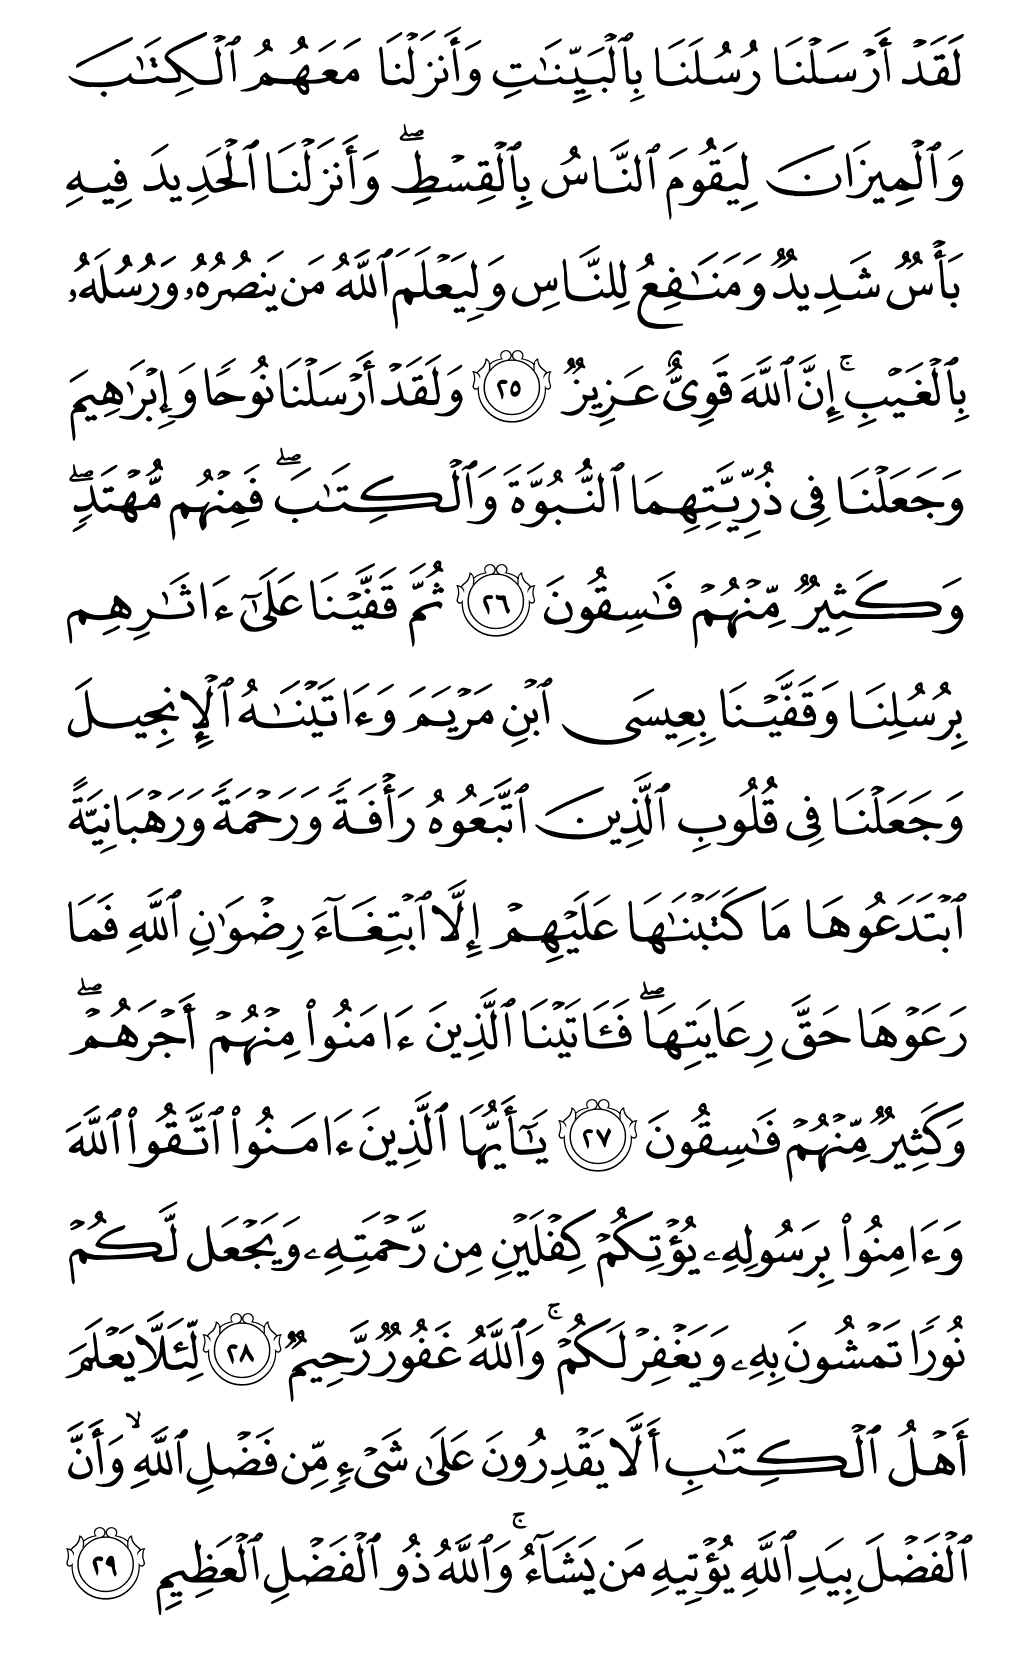 لَقَدۡ أَرۡسَلۡنَا رُسُلَنَا بِٱلۡبَيِّنَٰتِ وَأَنزَلۡنَا مَعَهُمُ ٱلۡكِتَٰبَ
وَٱلۡمِيزَانَ لِيَقُومَ ٱلنَّاسُ بِٱلۡقِسۡطِۖ وَأَنزَلۡنَا ٱلۡحَدِيدَ فِيهِ
بَأۡسٞ شَدِيدٞ وَمَنَٰفِعُ لِلنَّاسِ وَلِيَعۡلَمَ ٱللَّهُ مَن يَنصُرُهُۥ وَرُسُلَهُۥ
بِٱلۡغَيۡبِۚ إِنَّ ٱللَّهَ قَوِيٌّ عَزِيزٞ ٢٥ وَلَقَدۡ أَرۡسَلۡنَا نُوحٗا وَإِبۡرَٰهِيمَ
وَجَعَلۡنَا فِي ذُرِّيَّتِهِمَا ٱلنُّبُوَّةَ وَٱلۡكِتَٰبَۖ فَمِنۡهُم مُّهۡتَدٖۖ
وَكَثِيرٞ مِّنۡهُمۡ فَٰسِقُونَ ٢٦ ثُمَّ قَفَّيۡنَا عَلَىٰٓ ءَاثَٰرِهِم
بِرُسُلِنَا وَقَفَّيۡنَا بِعِيسَى ٱبۡنِ مَرۡيَمَ وَءَاتَيۡنَٰهُ ٱلۡإِنجِيلَ
وَجَعَلۡنَا فِي قُلُوبِ ٱلَّذِينَ ٱتَّبَعُوهُ رَأۡفَةٗ وَرَحۡمَةٗۚ وَرَهۡبَانِيَّةً
ٱبۡتَدَعُوهَا مَا كَتَبۡنَٰهَا عَلَيۡهِمۡ إِلَّا ٱبۡتِغَآءَ رِضۡوَٰنِ ٱللَّهِ فَمَا
رَعَوۡهَا حَقَّ رِعَايَتِهَاۖ فَـَٔاتَيۡنَا ٱلَّذِينَ ءَامَنُواْ مِنۡهُمۡ أَجۡرَهُمۡۖ
وَكَثِيرٞ مِّنۡهُمۡ فَٰسِقُونَ ٢٧ يَٰٓأَيُّهَا ٱلَّذِينَ ءَامَنُواْ ٱتَّقُواْ ٱللَّهَ
وَءَامِنُواْ بِرَسُولِهِۦ يُؤۡتِكُمۡ كِفۡلَيۡنِ مِن رَّحۡمَتِهِۦ وَيَجۡعَل لَّكُمۡ
نُورٗا تَمۡشُونَ بِهِۦ وَيَغۡفِرۡ لَكُمۡۚ وَٱللَّهُ غَفُورٞ رَّحِيمٞ ٢٨ لِّئَلَّا يَعۡلَمَ
أَهۡلُ ٱلۡكِتَٰبِ أَلَّا يَقۡدِرُونَ عَلَىٰ شَيۡءٖ مِّن فَضۡلِ ٱللَّهِۙ وَأَنَّ
ٱلۡفَضۡلَ بِيَدِ ٱللَّهِ يُؤۡتِيهِ مَن يَشَآءُۚ وَٱللَّهُ ذُو ٱلۡفَضۡلِ ٱلۡعَظِيمِ ٢٩